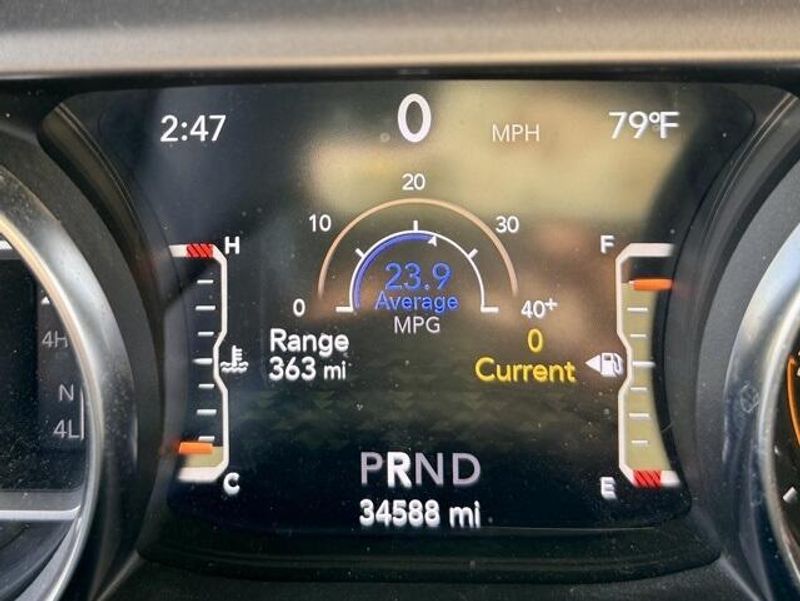 2:47 0 MPH 79°F
20
10 30
H F
23.9
Average
0 40+
MPG
Range 0
363 mi Current
4H
N
4L
C E
PRND
34588 mi